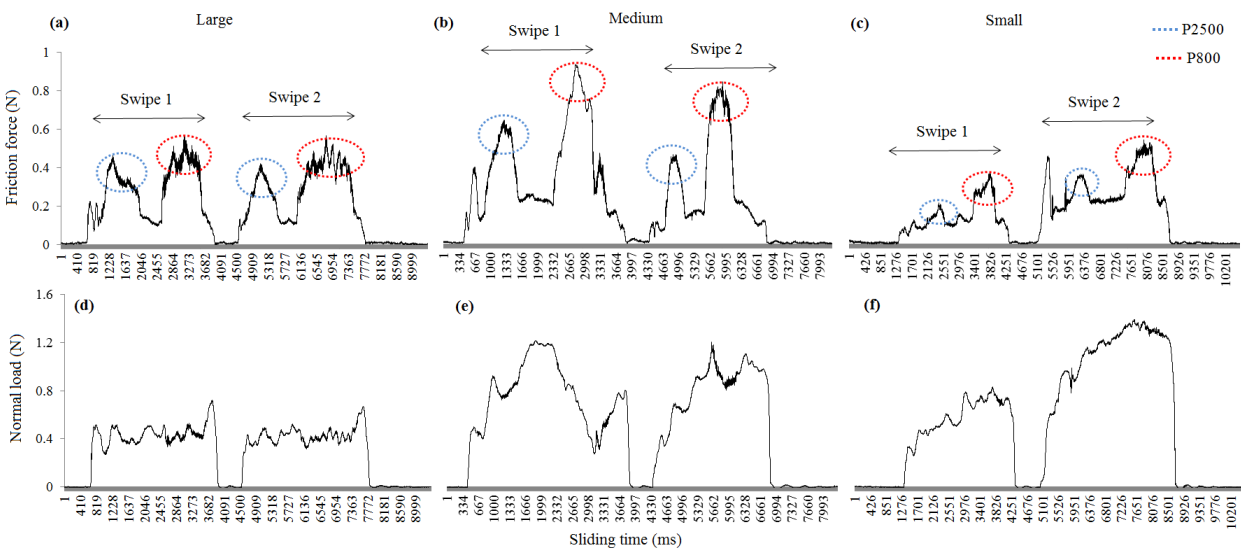 (a) Large
(b) Medium
(c) Small
P2500
P800
Swipe 1
Swipe 2
Swipe 1
Swipe 2
Swipe 1
Swipe 2
Friction force (N)
1
0.8
0.6
0.4
0.2
0
1 410 819 1228 1637 2046 2455 2864 3273 3682 4091 4500 4909 5318 5727 6136 6545 6954 7363 7772 8181 8590 8999
1 334 667 1000 1333 1666 1999 2332 2665 2998 3331 3664 3997 4330 4663 4996 5329 5662 5995 6328 6661 6994 7327 7660 7993
1 426 851 1276 1701 2126 2551 2976 3401 3826 4251 4676 5101 5526 5951 6376 6801 7226 7651 8076 8501 8926 9351 9776 10201
(d)
(e)
(f)
Normal load (N)
1.6
1.2
0.8
0.4
0
1 410 819 1228 1637 2046 2455 2864 3273 3682 4091 4500 4909 5318 5727 6136 6545 6954 7363 7772 8181 8590 8999
1 334 667 1000 1333 1666 1999 2332 2665 2998 3331 3664 3997 4330 4663 4996 5329 5662 5995 6328 6661 6994 7327 7660 7993
1 426 851 1276 1701 2126 2551 2976 3401 3826 4251 4676 5101 5526 5951 6376 6801 7226 7651 8076 8501 8926 9351 9776 10201
Sliding time (ms)